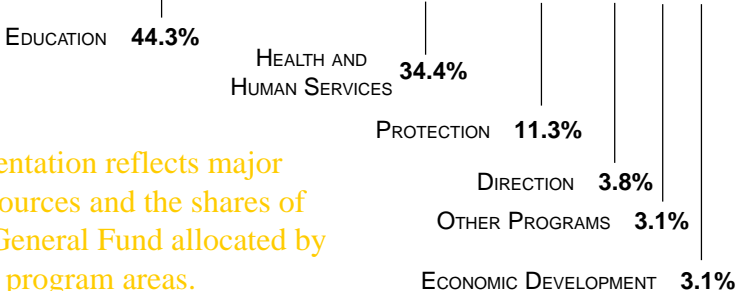 EDUCATION 44.3%
HEALTH AND
HUMAN SERVICES 34.4%
PROTECTION 11.3%
entation reflects major
DIRECTION 3.8%
ources and the shares of
OTHER PROGRAMS 3.1%
General Fund allocated by
program areas.
ECONOMIC DEVELOPMENT 3.1%